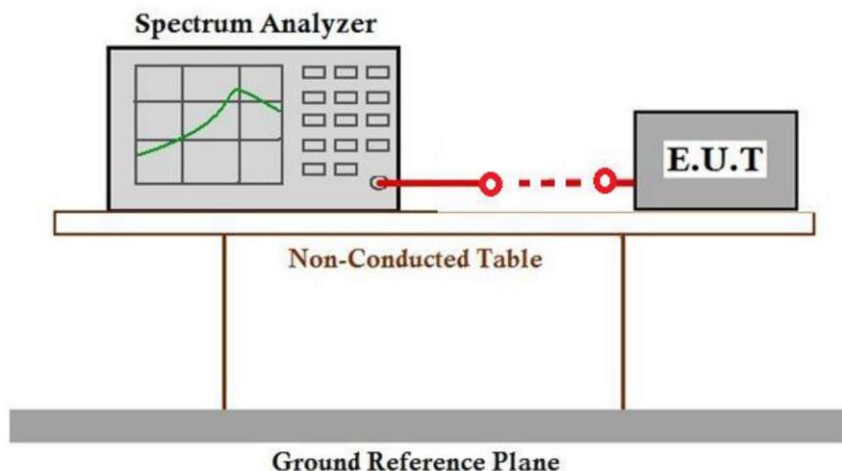 Spectrum Analyzer
E.U.T
Non-Conducted Table
Ground Reference Plane